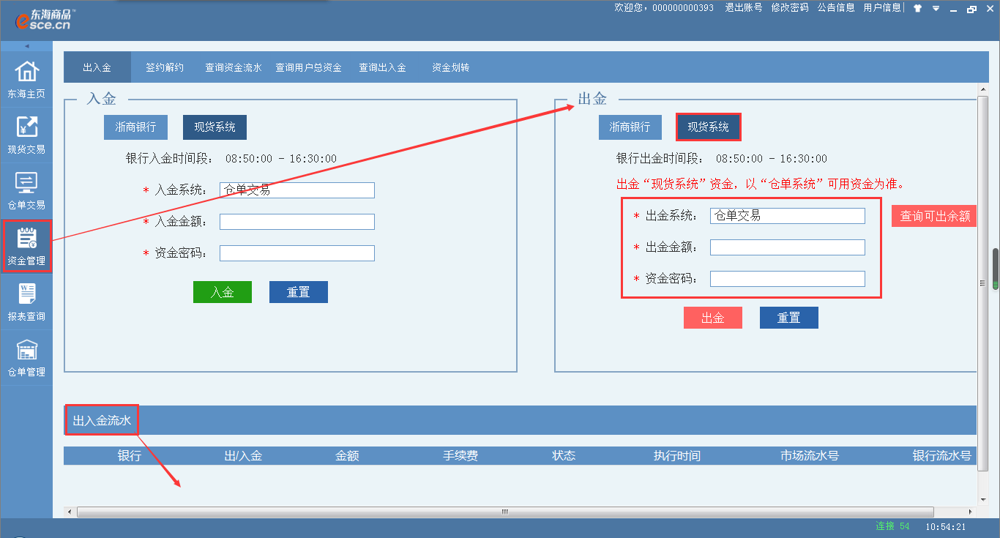 东海商品™
esce.cn
欢迎您，000000000393 退出账号 修改密码 公告信息 用户信息
东海主页
现货交易
仓单交易
资金管理
报表查询
仓单管理
出入金 签约解约 查询资金流水 查询用户总资金 查询出入金 资金划转
入金
浙商银行 现货系统
银行入金时间段： 08:50:00 - 16:30:00
* 入金系统： 仓单交易
* 入金金额：
* 资金密码：
入金 重置
出金
浙商银行 现货系统
银行出金时间段： 08:50:00 - 16:30:00
出金“现货系统”资金，以“仓单系统”可用资金为准。
* 出金系统： 仓单交易 查询可出余额
* 出金金额：
* 资金密码：
出金 重置
出入金流水
银行 出/入金 金额 手续费 状态 执行时间 市场流水号 银行流水号
连接 54 10:54:21